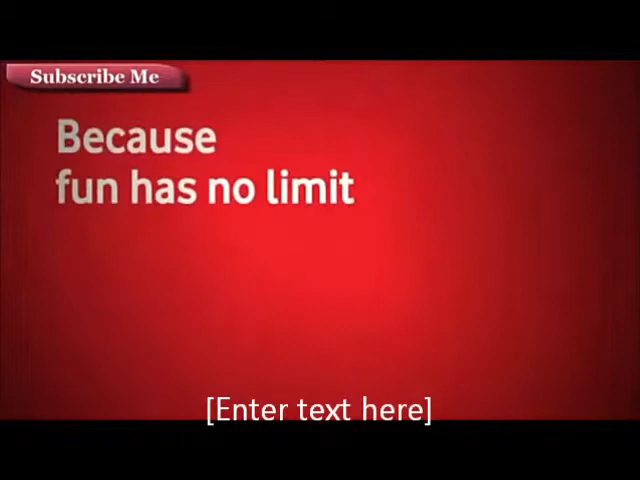 Subscribe Me
Because
fun has no limit
[Enter text here]